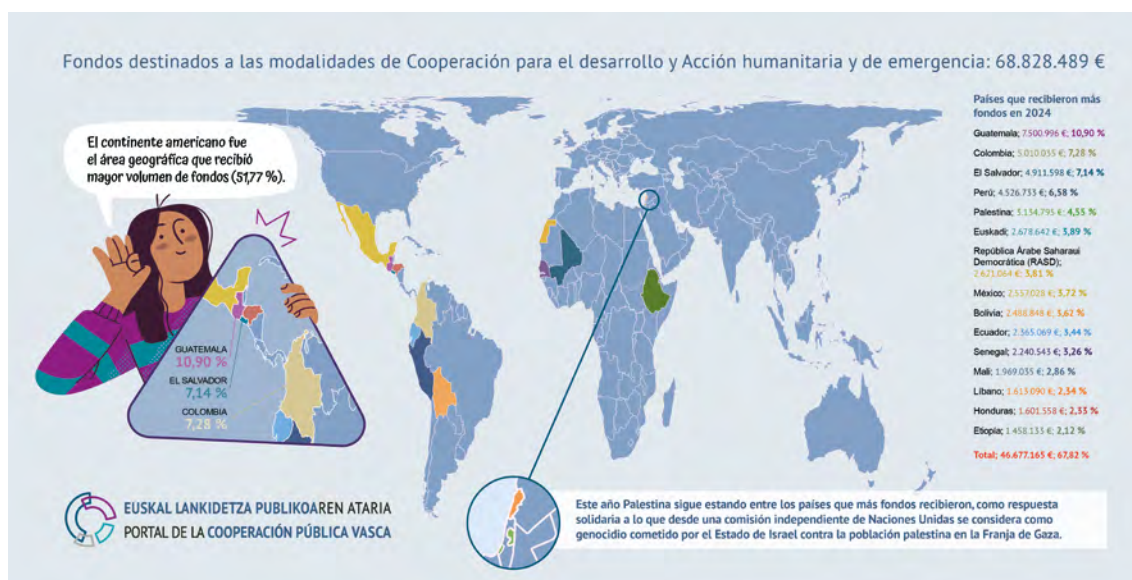 Fondos destinados a las modalidades de Cooperación para el desarrollo y Acción humanitaria y de emergencia: 68.828.489 €
El continente americano fue
el área geográfica que recibió
mayor volumen de fondos (51,77 %).
GUATEMALA
10,90 %
EL SALVADOR
7,14 %
COLOMBIA
7,28 %
Países que recibieron más
fondos en 2024
Guatemala; 7.500.996 €; 10,90 %
Colombia; 5.010.035 €; 7,28 %
El Salvador; 4.911.598 €; 7,14 %
Perú; 4.526.733 €; 6,58 %
Palestina; 3.134.795 €; 4,55 %
Euskadi; 2.678.642 €; 3,89 %
República Árabe Saharaui
Democrática (RASD);
2.621.064 €; 3,81 %
México; 2.557.028 €; 3,72 %
Bolivia; 2.488.848 €; 3,62 %
Ecuador; 2.365.069 €; 3,44 %
Senegal; 2.240.543 €; 3,26 %
Malí; 1.969.035 €; 2,86 %
Líbano; 1.613.090 €; 2,34 %
Honduras; 1.601.558 €; 2,33 %
Etiopía; 1.458.133 €; 2,12 %
Total; 46.677.165 €; 67,82 %
EUSKAL LANKIDETZA PUBLIKOAREN ATARIA
PORTAL DE LA COOPERACIÓN PÚBLICA VASCA
Este año Palestina sigue estando entre los países que más fondos recibieron, como respuesta
solidaria a lo que desde una comisión independiente de Naciones Unidas se considera como
genocidio cometido por el Estado de Israel contra la población palestina en la Franja de Gaza.